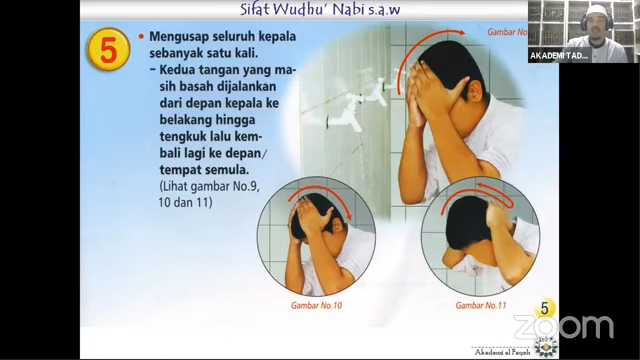 Sifat Wudhu' Nabi s.a.w
5
• Mengusap seluruh kepala
sebanyak satu kali.
– Kedua tangan yang ma-
sih basah dijalankan
dari depan kepala ke
belakang hingga
tengkuk lalu kem-
bali lagi ke depan/
tempat semula.
(Lihat gambar No.9,
10 dan 11)
Gambar No.
Gambar No.10
Gambar No.11
5
Akademi al Faqeh
AKADEMI TAD...
zoom